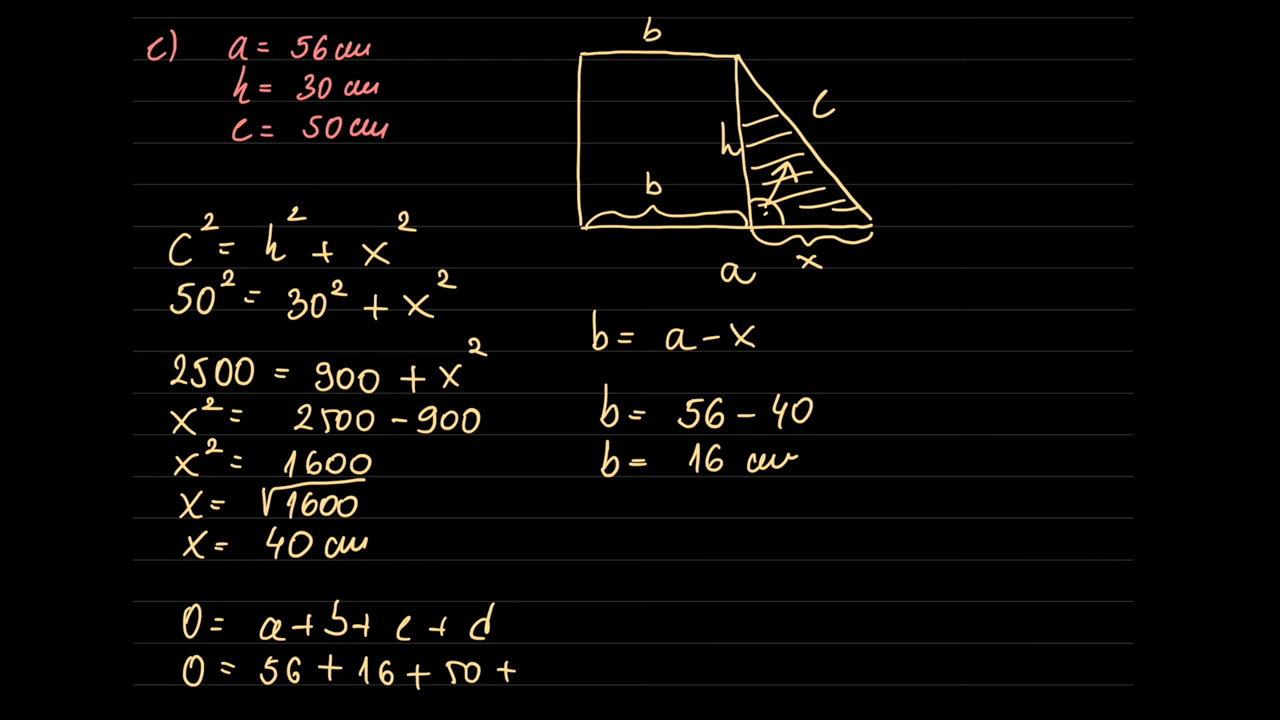 c) a = 56 cm
h = 30 cm
c = 50 cm
b
c
h
b
a
x
c² = h² + x²
50² = 30² + x²
2500 = 900 + x²
x² = 2500 - 900
x² = 1600
x = √1600
x = 40 cm
b = a - x
b = 56 - 40
b = 16 cm
O = a + b + c + d
O = 56 + 16 + 50 +